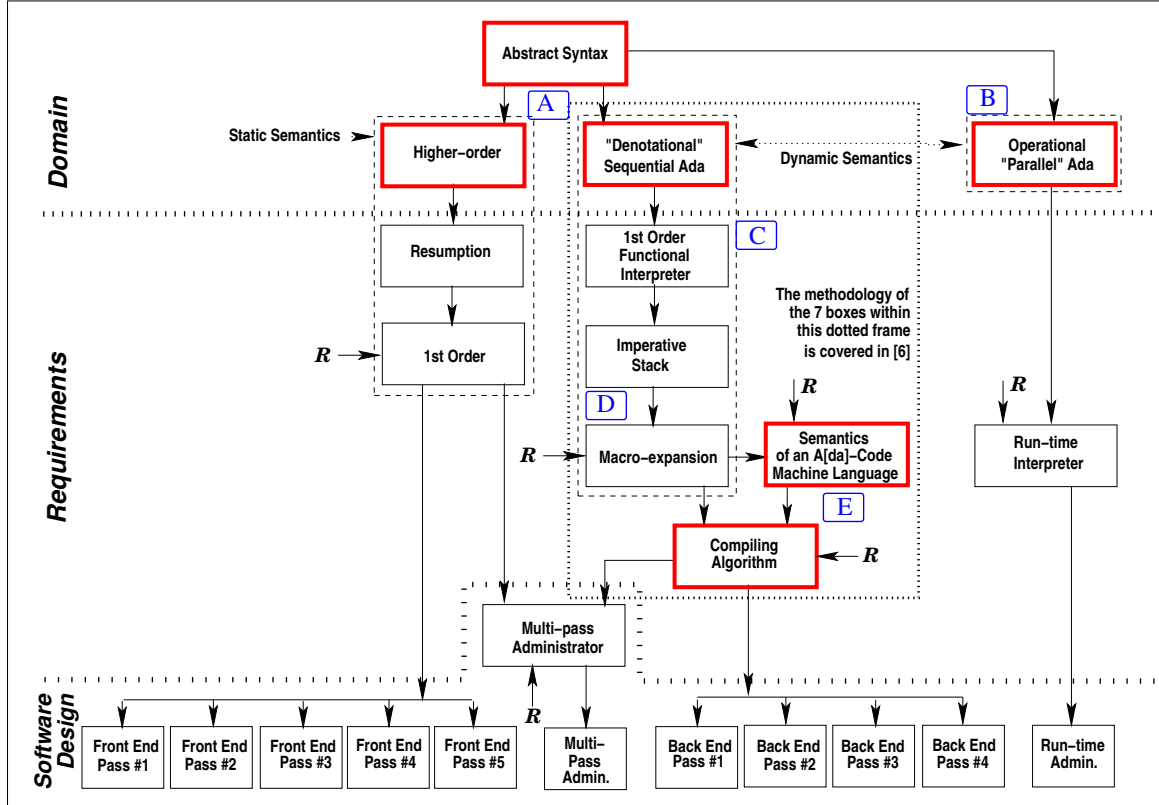 Abstract Syntax
A
B
Static Semantics
Higher-order
"Denotational"
Sequential Ada
Dynamic Semantics
Operational
"Parallel" Ada
Domain
C
Resumption
1st Order
Functional
Interpreter
The methodology of
the 7 boxes within
this dotted frame
is covered in [6]
R
1st Order
Imperative
Stack
D
R
R
R
Macro-expansion
Semantics
of an A[da]-Code
Machine Language
Run-time
Interpreter
Requirements
E
Compiling
Algorithm
R
Multi-pass
Administrator
R
Software
Design
Front End
Pass #1
Front End
Pass #2
Front End
Pass #3
Front End
Pass #4
Front End
Pass #5
Multi-
Pass
Admin.
Back End
Pass #1
Back End
Pass #2
Back End
Pass #3
Back End
Pass #4
Run-time
Admin.